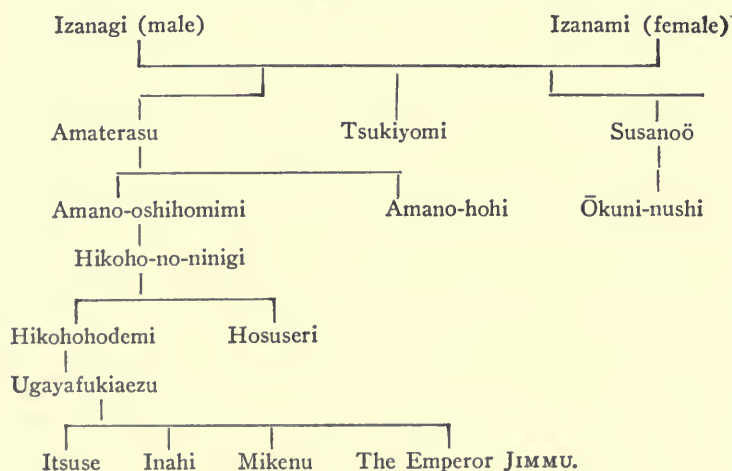 Izanagi (male) Izanami (female)
Amaterasu Tsukiyomi Susanoö
Amano-oshihomimi Amano-hohi Ōkuni-nushi
Hikoho-no-ninigi
Hikohohodemi Hosuseri
Ugayafukiaezu
Itsuse Inahi Mikenu The Emperor JIMMU.